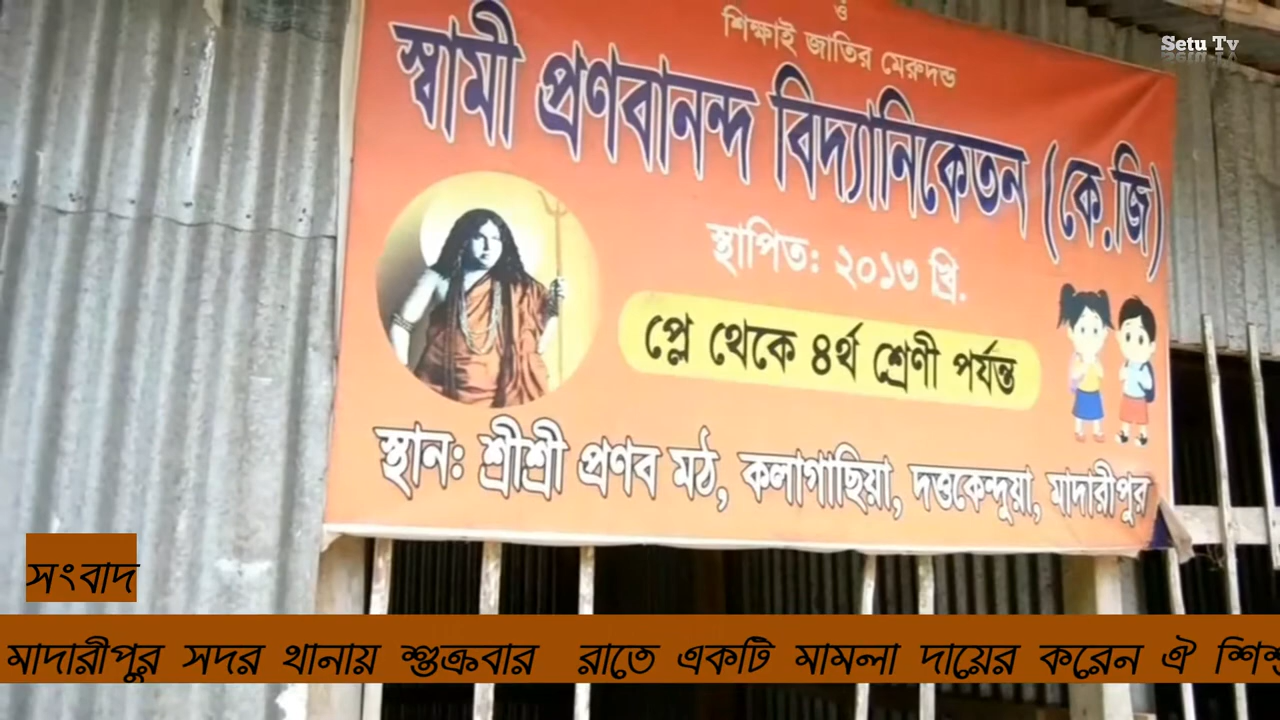 ওঁ
শিক্ষাই জাতির মেরুদন্ড
Setu Tv
স্বামী প্রণবানন্দ বিদ্যানিকেতন (কে.জি)
স্থাপিত: ২০১৩ খ্রি.
প্লে থেকে ৪র্থ শ্রেণী পর্যন্ত
স্থান: শ্রীশ্রী প্রণব মঠ, কলাগাছিয়া, দত্তকেন্দুয়া, মাদারীপুর
সংবাদ
মাদারীপুর সদর থানায় শুক্রবার রাতে একটি মামলা দায়ের করেন ঐ